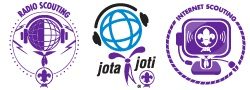 RADIO SCOUTING
jota joti
INTERNET SCOUTING